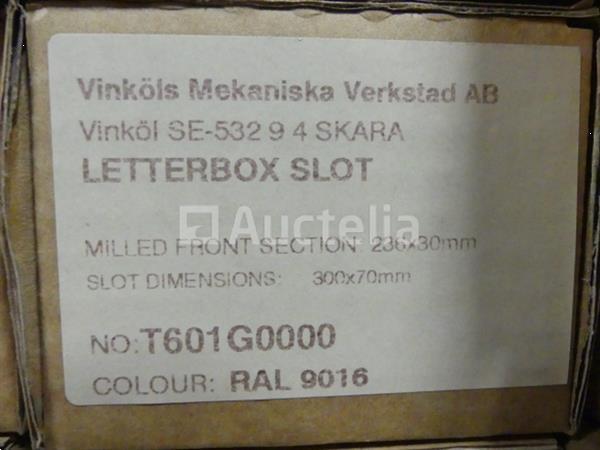 Vinköls Mekaniska Verkstad AB
Vinköl SE-532 9 4 SKARA
LETTERBOX SLOT
Auctelia
MILLED FRONT SECTION: 236x30mm
SLOT DIMENSIONS: 300x70mm
NO: T601G0000
COLOUR: RAL 9016